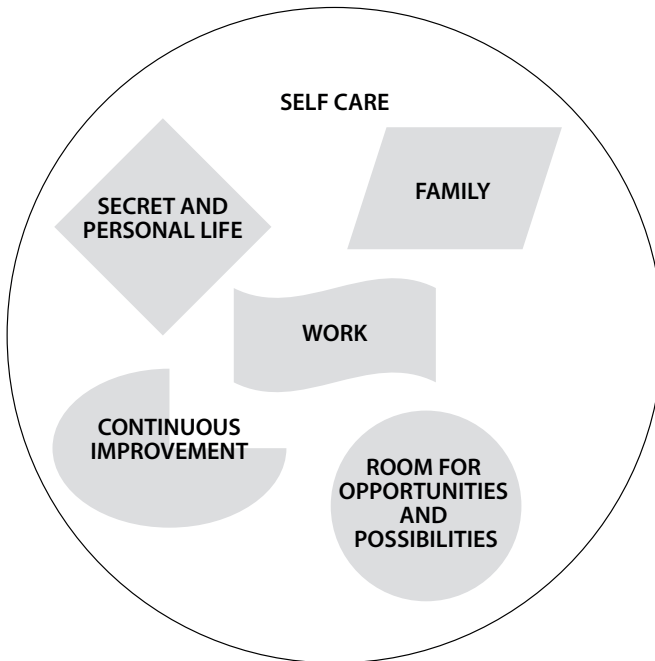 SELF CARE
SECRET AND
PERSONAL LIFE
FAMILY
WORK
CONTINUOUS
IMPROVEMENT
ROOM FOR
OPPORTUNITIES
AND
POSSIBILITIES